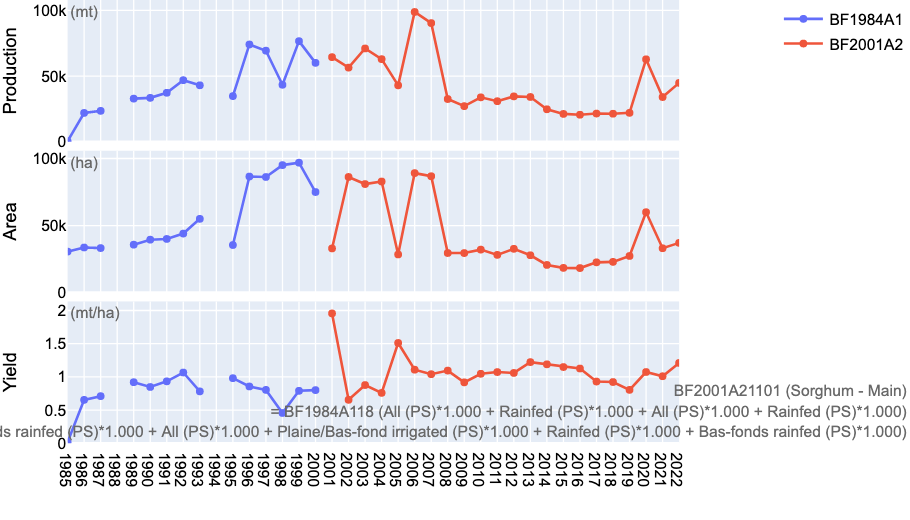 100k (mt)
Production
50k
0
BF1984A1
BF2001A2
100k (ha)
Area
50k
0
2 (mt/ha)
Yield
1.5
1
0.5
0
BF2001A21101 (Sorghum - Main)
= BF1984A118 (All (PS)*1.000 + Rainfed (PS)*1.000 + All (PS)*1.000 + Rainfed (PS)*1.000)
ds rainfed (PS)*1.000 + All (PS)*1.000 + Plaine/Bas-fond irrigated (PS)*1.000 + Rainfed (PS)*1.000 + Bas-fonds rainfed (PS)*1.000)
1985 1986 1987 1988 1989 1990 1991 1992 1993 1994 1995 1996 1997 1998 1999 2000 2001 2002 2003 2004 2005 2006 2007 2008 2009 2010 2011 2012 2013 2014 2015 2016 2017 2018 2019 2020 2021 2022